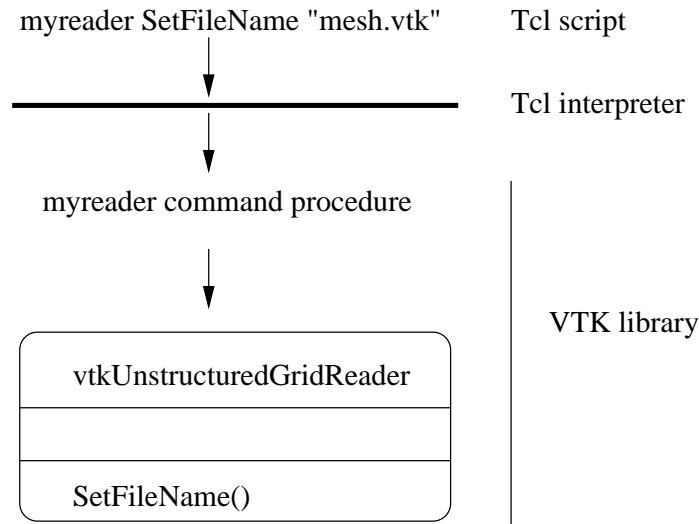 myreader SetFileName "mesh.vtk"
Tcl script
Tcl interpreter
myreader command procedure
VTK library
vtkUnstructuredGridReader
SetFileName()